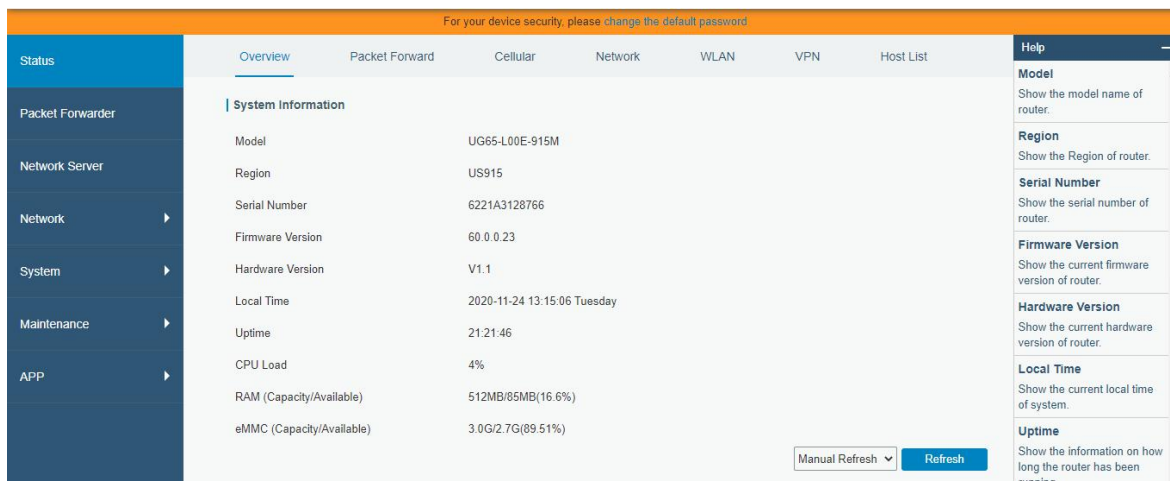 For your device security, please change the default password
Status
Packet Forwarder
Network Server
Network
System
Maintenance
APP
Overview Packet Forward Cellular Network WLAN VPN Host List
System Information
Model UG65-L00E-915M
Region US915
Serial Number 6221A3128766
Firmware Version 60.0.0.23
Hardware Version V1.1
Local Time 2020-11-24 13:15:06 Tuesday
Uptime 21:21:46
CPU Load 4%
RAM (Capacity/Available) 512MB/85MB(16.6%)
eMMC (Capacity/Available) 3.0G/2.7G(89.51%)
Manual Refresh Refresh
Help
Model
Show the model name of
router.
Region
Show the Region of router.
Serial Number
Show the serial number of
router.
Firmware Version
Show the current firmware
version of router.
Hardware Version
Show the current hardware
version of router.
Local Time
Show the current local time
of system.
Uptime
Show the information on how
long the router has been